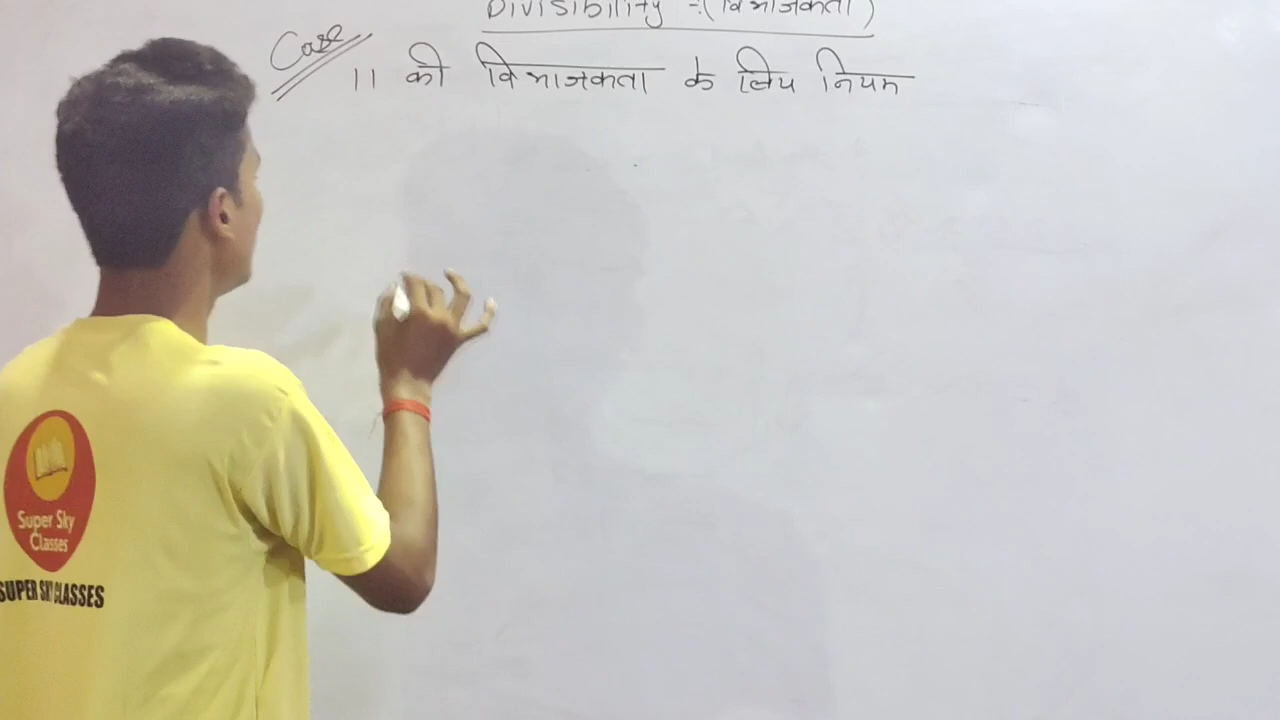 Divisibility :- (विभाजकता)
Case
11 की विभाजकता के लिए नियम
Super Sky
Classes
SUPER SKY CLASSES